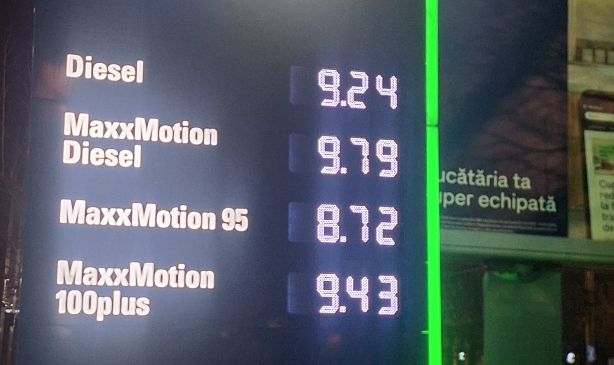 Diesel 9.24
MaxxMotion
Diesel 9.79
MaxxMotion 95 8.72
MaxxMotion
100plus 9.43
ucătăria ta
uper echipată